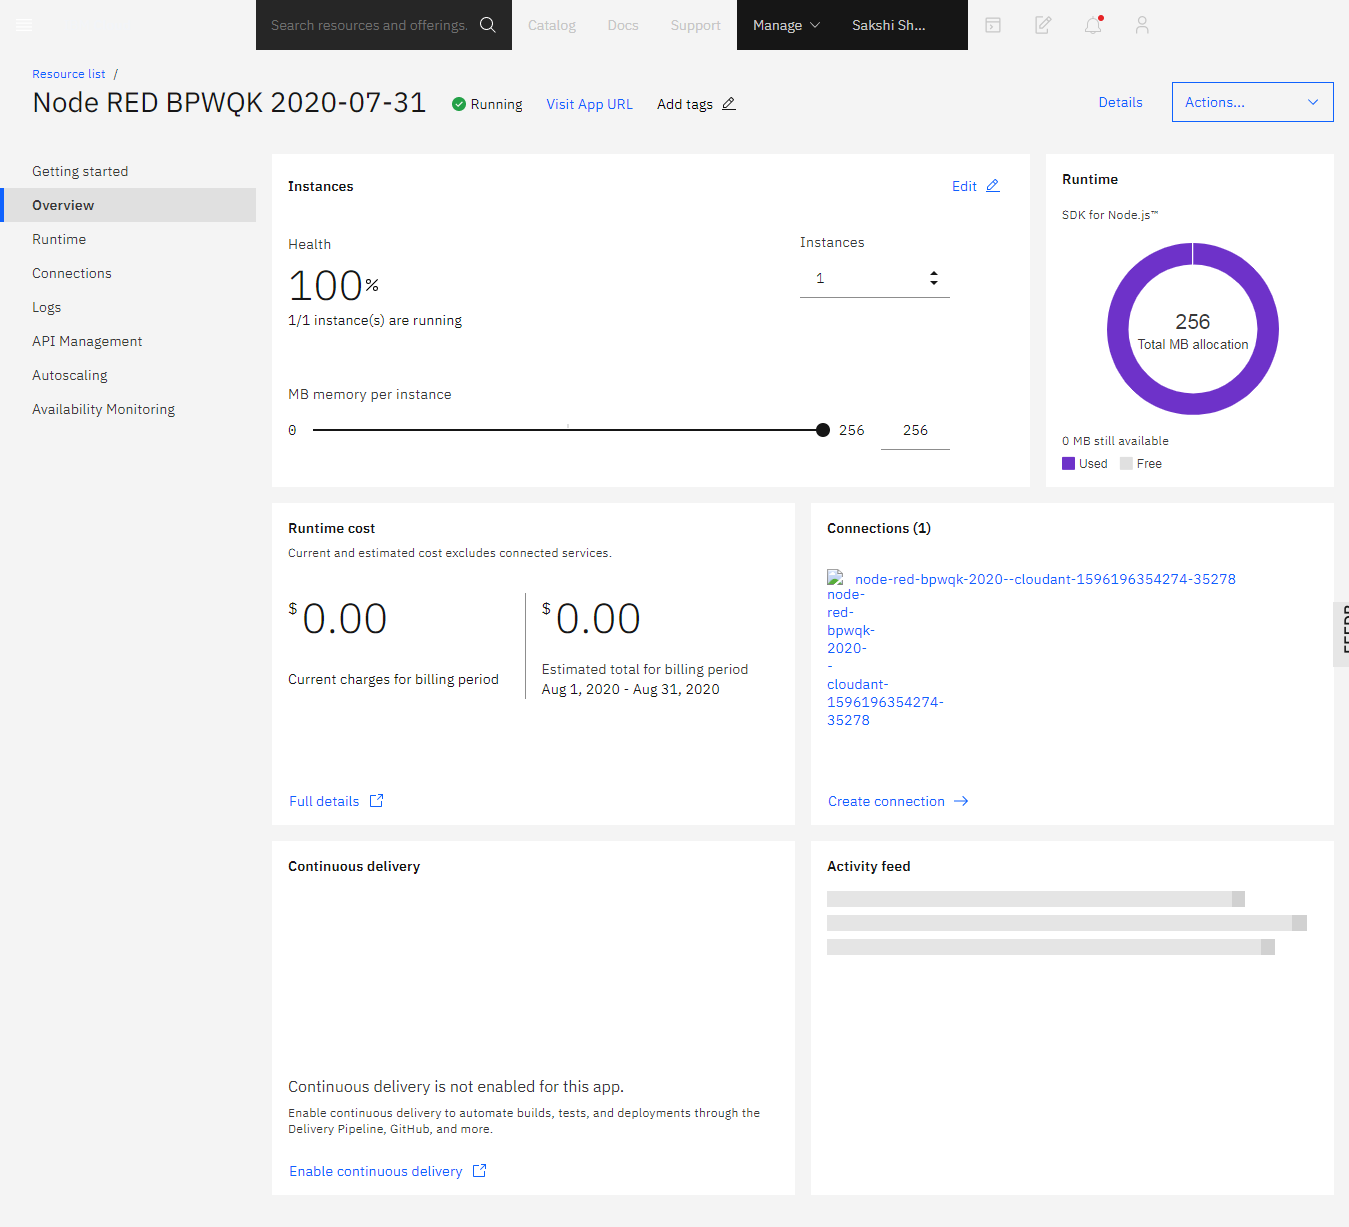 Search resources and offerings.
Catalog
Docs
Support
Manage
Sakshi Sh...
Resource list /
Node RED BPWQK 2020-07-31
Running
Visit App URL
Add tags
Details
Actions...
Getting started
Overview
Runtime
Connections
Logs
API Management
Autoscaling
Availability Monitoring
Instances
Edit
Health
100%
1/1 instance(s) are running
Instances
1
MB memory per instance
0
256
256
Runtime
SDK for Node.js™
256
Total MB allocation
0 MB still available
Used
Free
Runtime cost
Current and estimated cost excludes connected services.
$0.00
Current charges for billing period
$0.00
Estimated total for billing period
Aug 1, 2020 - Aug 31, 2020
Full details
Connections (1)
node-red-bpwqk-2020--cloudant-1596196354274-35278
node-
red-
bpwqk-
2020-
-
cloudant-
1596196354274-
35278
Create connection
Continuous delivery
Continuous delivery is not enabled for this app.
Enable continuous delivery to automate builds, tests, and deployments through the
Delivery Pipeline, GitHub, and more.
Enable continuous delivery
Activity feed